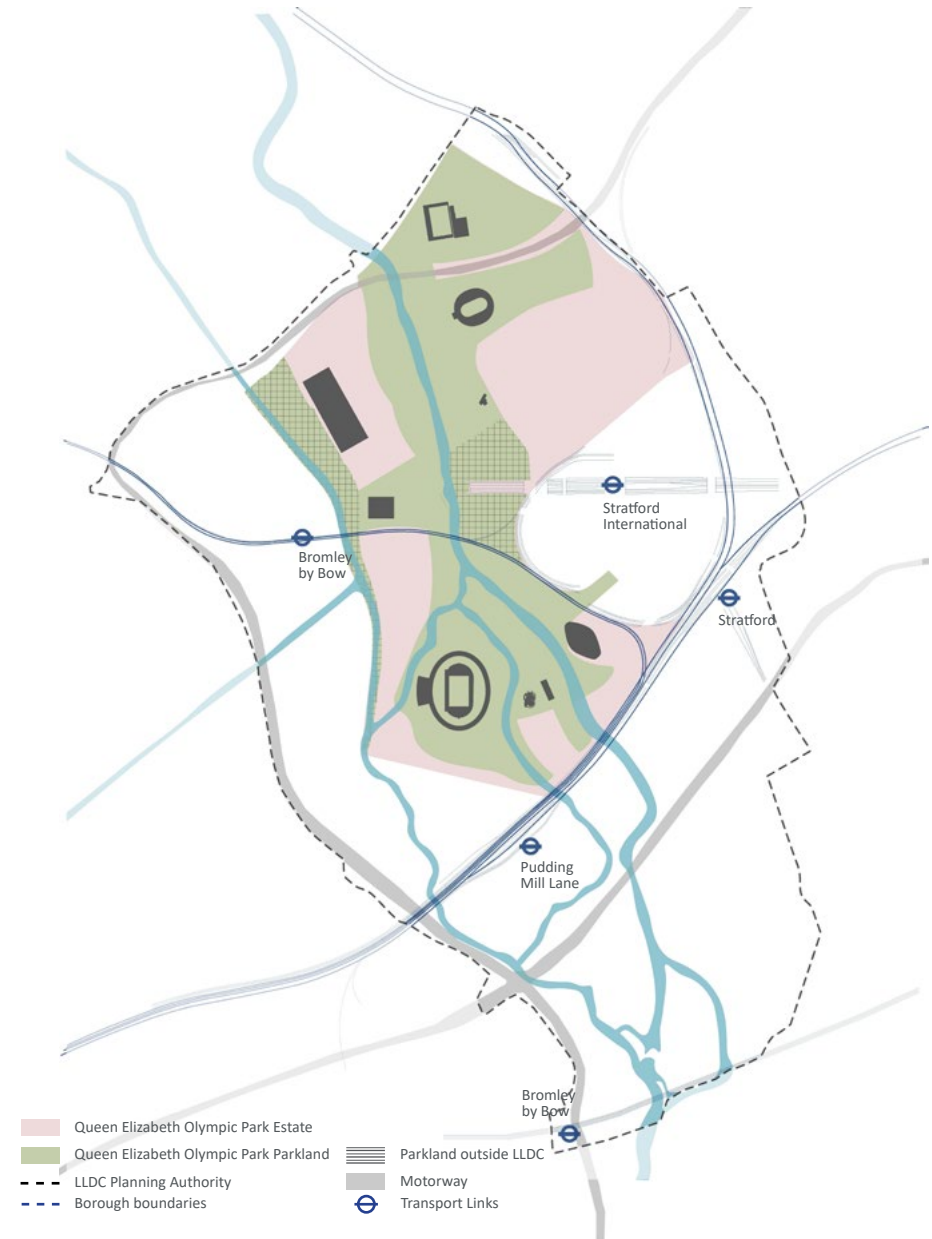 Stratford
International
Bromley
by Bow
Stratford
Pudding
Mill Lane
Bromley
by Bow
Queen Elizabeth Olympic Park Estate
Queen Elizabeth Olympic Park Parkland
Parkland outside LLDC
LLDC Planning Authority
Motorway
Borough boundaries
Transport Links